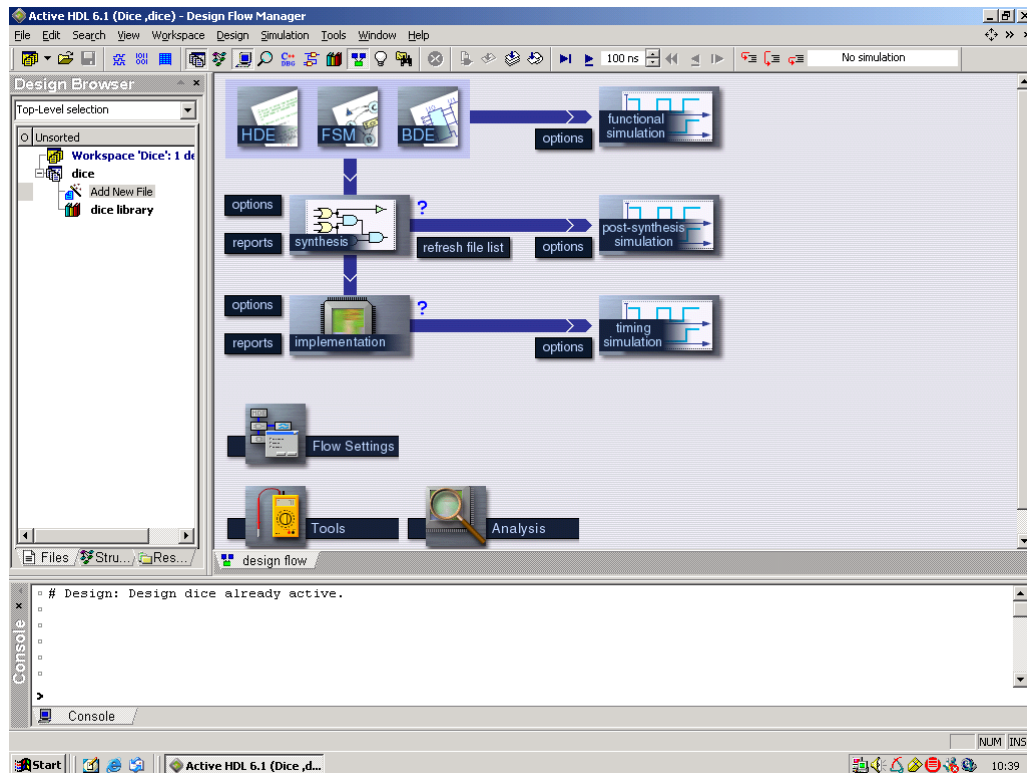 Active HDL 6.1 (Dice ,dice) - Design Flow Manager
File Edit Search View Workspace Design Simulation Tools Window Help
100 ns No simulation
Design Browser
Top-Level selection
O Unsorted
Workspace 'Dice': 1 de
dice
Add New File
dice library
Files Stru... Res...
HDE FSM BDE
options
functional
simulation
options
reports
synthesis
?
refresh file list
options
post-synthesis
simulation
options
reports
implementation
?
options
timing
simulation
Flow Settings
Tools
Analysis
design flow
Console
# Design: Design dice already active.
>
Console
NUM INS
Start
Active HDL 6.1 (Dice ,d...
10:39